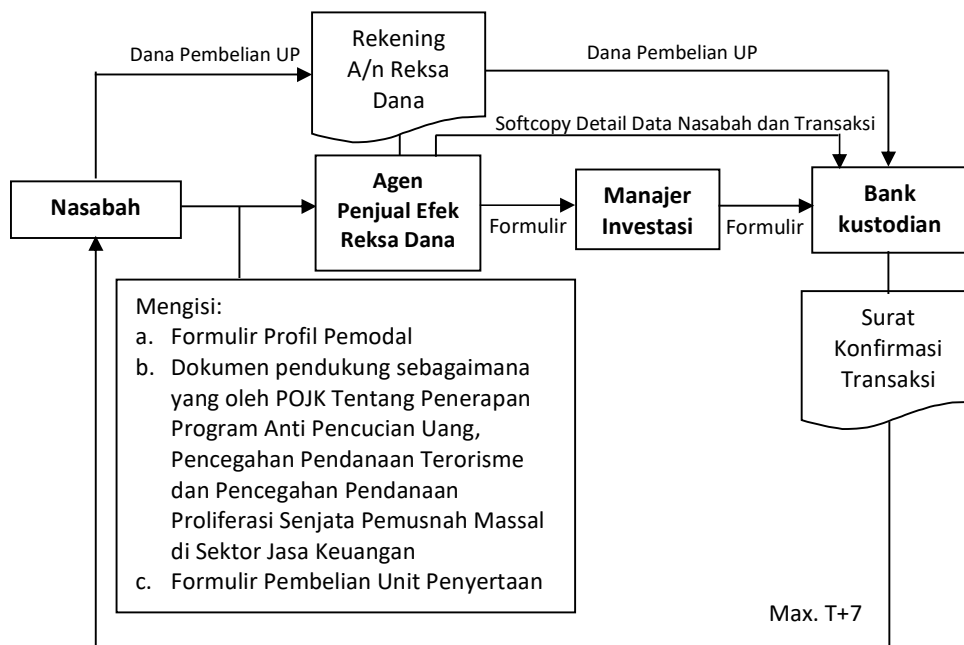 Rekening
A/n Reksa
Dana
Dana Pembelian UP
Dana Pembelian UP
Softcopy Detail Data Nasabah dan Transaksi
Nasabah
Agen
Penjual Efek
Reksa Dana
Formulir
Manajer
Investasi
Formulir
Bank
kustodian
Mengisi:
a. Formulir Profil Pemodal
b. Dokumen pendukung sebagaimana
yang oleh POJK Tentang Penerapan
Program Anti Pencucian Uang,
Pencegahan Pendanaan Terorisme
dan Pencegahan Pendanaan
Proliferasi Senjata Pemusnah Massal
di Sektor Jasa Keuangan
c. Formulir Pembelian Unit Penyertaan
Surat
Konfirmasi
Transaksi
Max. T+7